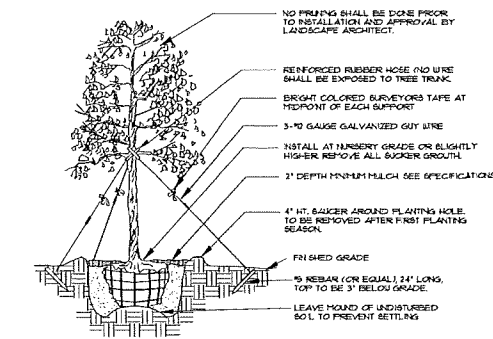 NO PRUNING SHALL BE DONE PRIOR
TO INSTALLATION AND APPROVAL BY
LANDSCAPE ARCHITECT.
REINFORCED RUBBER HOSE (NO WIRE
SHALL BE EXPOSED TO TREE TRUNK.
BRIGHT COLORED SURVEYORS TAPE AT
MIDPOINT OF EACH SUPPORT
3-#12 GAUGE GALVANIZED GUY WIRE
INSTALL AT NURSERY GRADE OR SLIGHTLY
HIGHER REMOVE ALL SUCKER GROWTH.
2" DEPTH MINIMUM MULCH SEE SPECIFICATIONS
4" HT. SAUCER AROUND PLANTING HOLE.
TO BE REMOVED AFTER FIRST PLANTING
SEASON.
FINISHED GRADE
#5 REBAR (OR EQUAL), 24" LONG,
TOP TO BE 3" BELOW GRADE.
LEAVE MOUND OF UNDISTURBED
SOIL TO PREVENT SETTLING